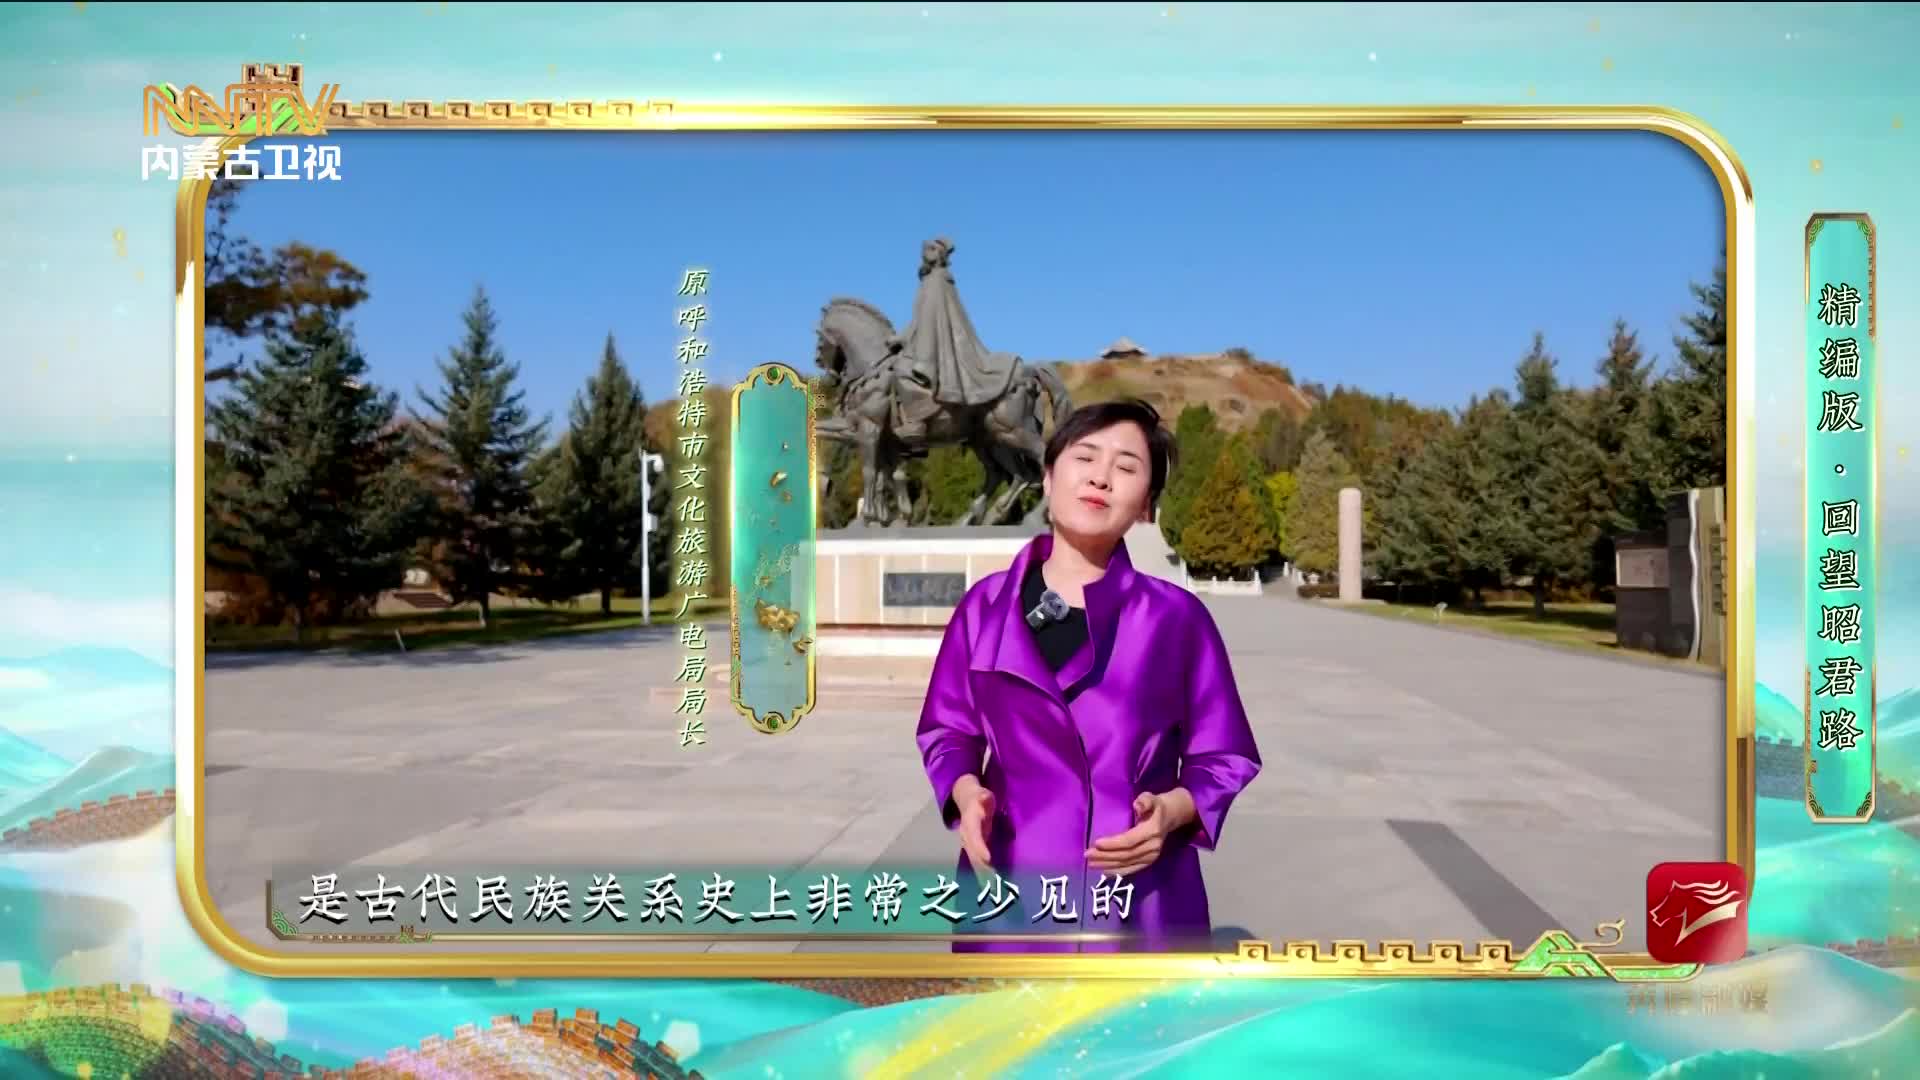 NMTV
内蒙古卫视
原呼和浩特市文化旅游广电局局长
精编版·回望昭君路
是古代民族关系史上非常之少见的